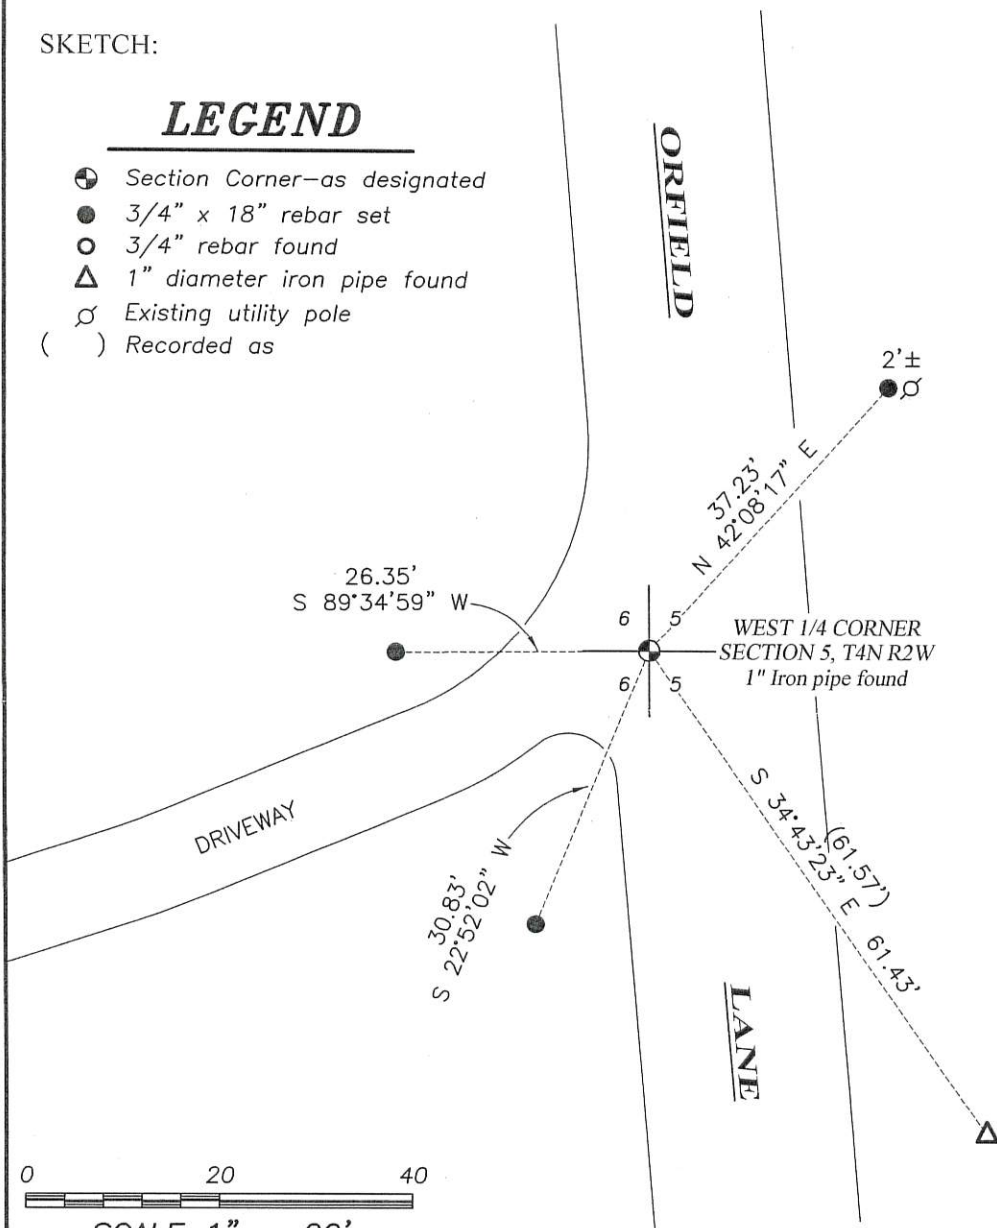 SKETCH:
LEGEND
Section Corner-as designated
3/4" x 18" rebar set
3/4" rebar found
1" diameter iron pipe found
Existing utility pole
( ) Recorded as
ORFIELD
2'±
37.23'
N 42°08'17" E
26.35'
S 89°34'59" W
6 5
WEST 1/4 CORNER
SECTION 5, T4N R2W
1" Iron pipe found
6 5
S 34°43'23" E 61.43'
(61.57')
DRIVEWAY
30.83'
S 22°52'02" W
LANE
0 20 40